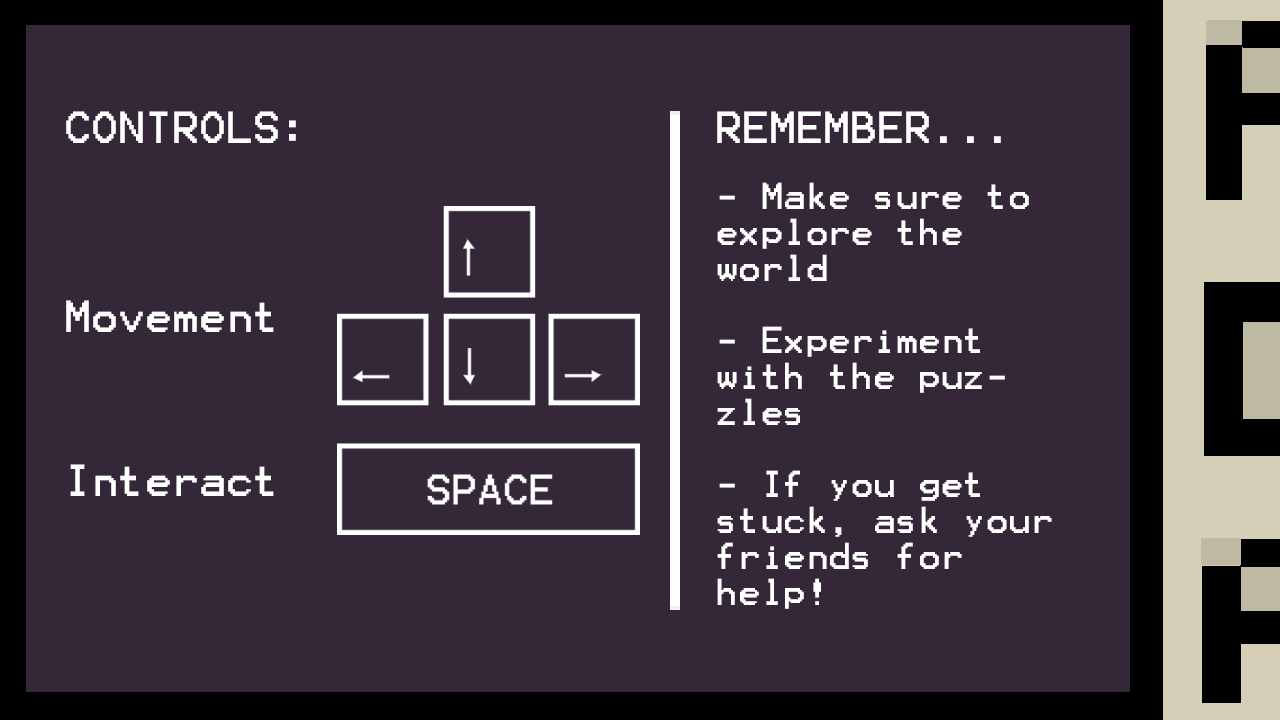 CONTROLS:
Movement
↑
← ↓ →
Interact
SPACE
REMEMBER...
- Make sure to
explore the
world
- Experiment
with the puz-
zles
- If you get
stuck, ask your
friends for
help!